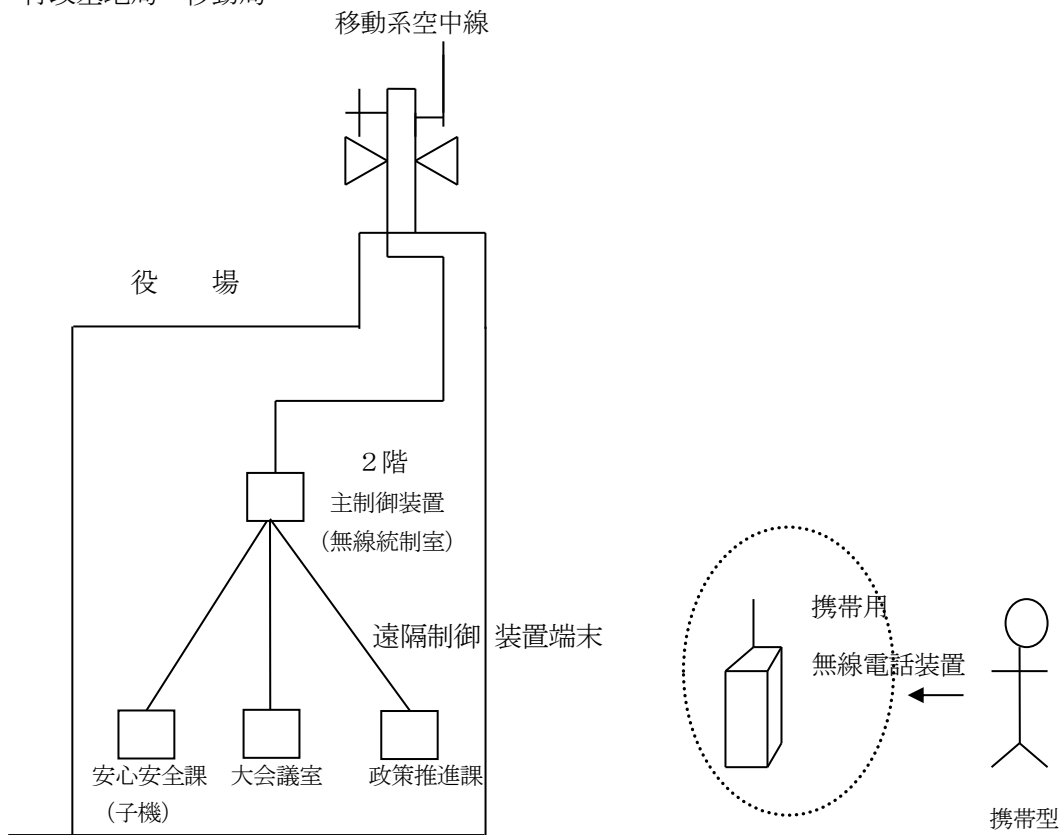 移動系空中線
役 場
２階
主制御装置
(無線統制室)
遠隔制御 装置端末
携帯用
無線電話装置
安心安全課
(子機)
大会議室
政策推進課
携帯型